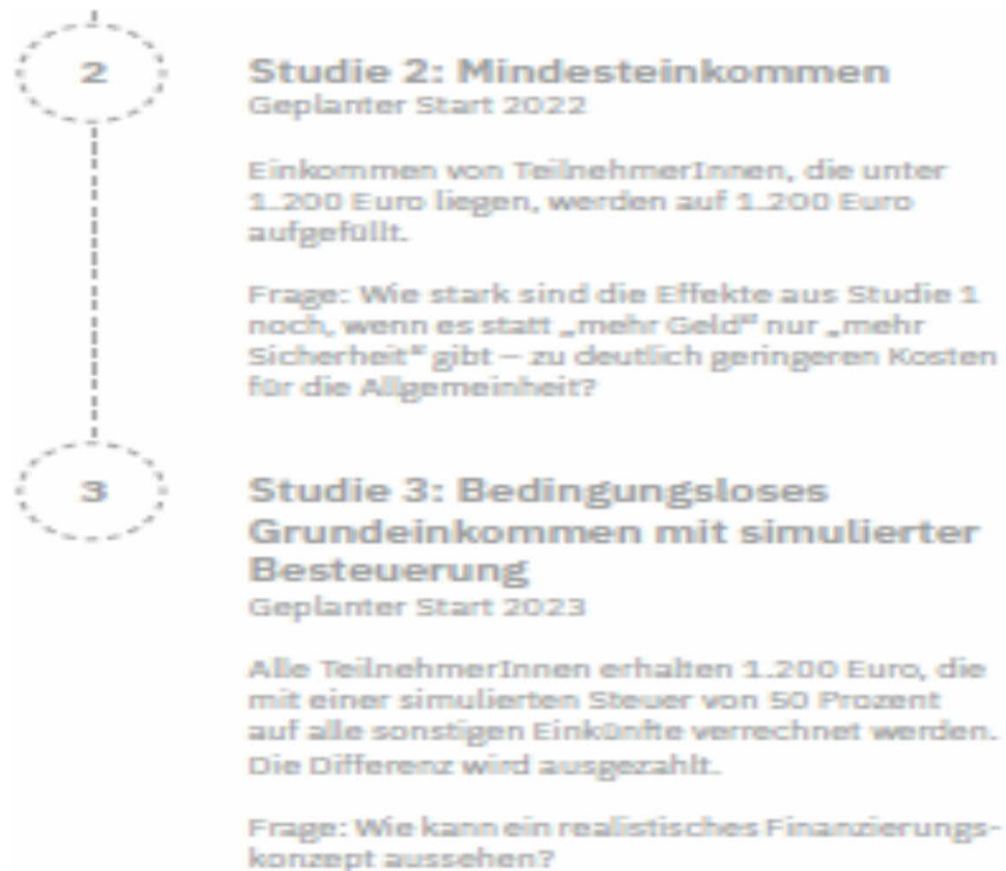 2
Studie 2: Mindesteinkommen
Geplanter Start 2022
Einkommen von TeilnehmerInnen, die unter
1.200 Euro liegen, werden auf 1.200 Euro
aufgefüllt.
Frage: Wie stark sind die Effekte aus Studie 1
noch, wenn es statt „mehr Geld“ nur „mehr
Sicherheit“ gibt – zu deutlich geringeren Kosten
für die Allgemeinheit?
3
Studie 3: Bedingungsloses
Grundeinkommen mit simulierter
Besteuerung
Geplanter Start 2023
Alle TeilnehmerInnen erhalten 1.200 Euro, die
mit einer simulierten Steuer von 50 Prozent
auf alle sonstigen Einkünfte verrechnet werden.
Die Differenz wird ausgezahlt.
Frage: Wie kann ein realistisches Finanzierungs-
konzept aussehen?